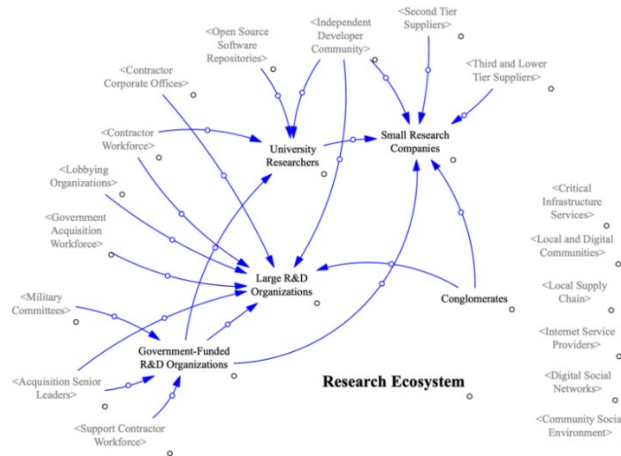 <Second Tier
Suppliers>
<Independent
Developer
Community>
<Open Source
Software
Repositories>
<Third and Lower
Tier Suppliers>
<Contractor
Corporate Offices>
<Contractor
Workforce>
University
Researchers
Small Research
Companies
<Lobbying
Organizations>
<Critical
Infrastructure
Services>
<Government
Acquisition
Workforce>
<Local and Digital
Communities>
Large R&D
Organizations
<Local Supply
Chain>
Conglomerates
<Military
Committees>
<Internet Service
Providers>
Government-Funded
R&D Organizations
<Acquisition Senior
Leaders>
Research Ecosystem
<Digital Social
Networks>
<Support Contractor
Workforce>
<Community Social
Environment>